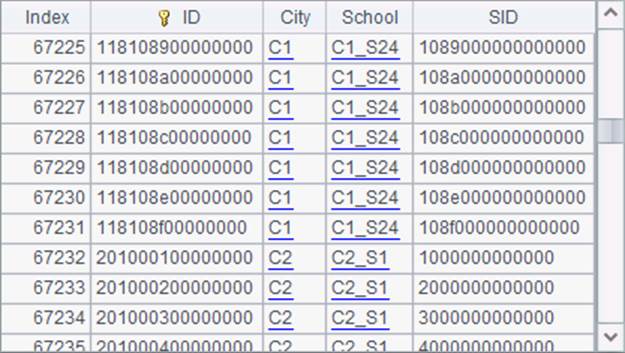 Index ID City School SID
67225 118108900000000 C1 C1_S24 1089000000000000
67226 118108a00000000 C1 C1_S24 108a000000000000
67227 118108b00000000 C1 C1_S24 108b000000000000
67228 118108c00000000 C1 C1_S24 108c000000000000
67229 118108d00000000 C1 C1_S24 108d000000000000
67230 118108e00000000 C1 C1_S24 108e000000000000
67231 118108f00000000 C1 C1_S24 108f000000000000
67232 201000100000000 C2 C2_S1 1000000000000
67233 201000200000000 C2 C2_S1 2000000000000
67234 201000300000000 C2 C2_S1 3000000000000
67235 201000400000000 C2 C2_S1 4000000000000